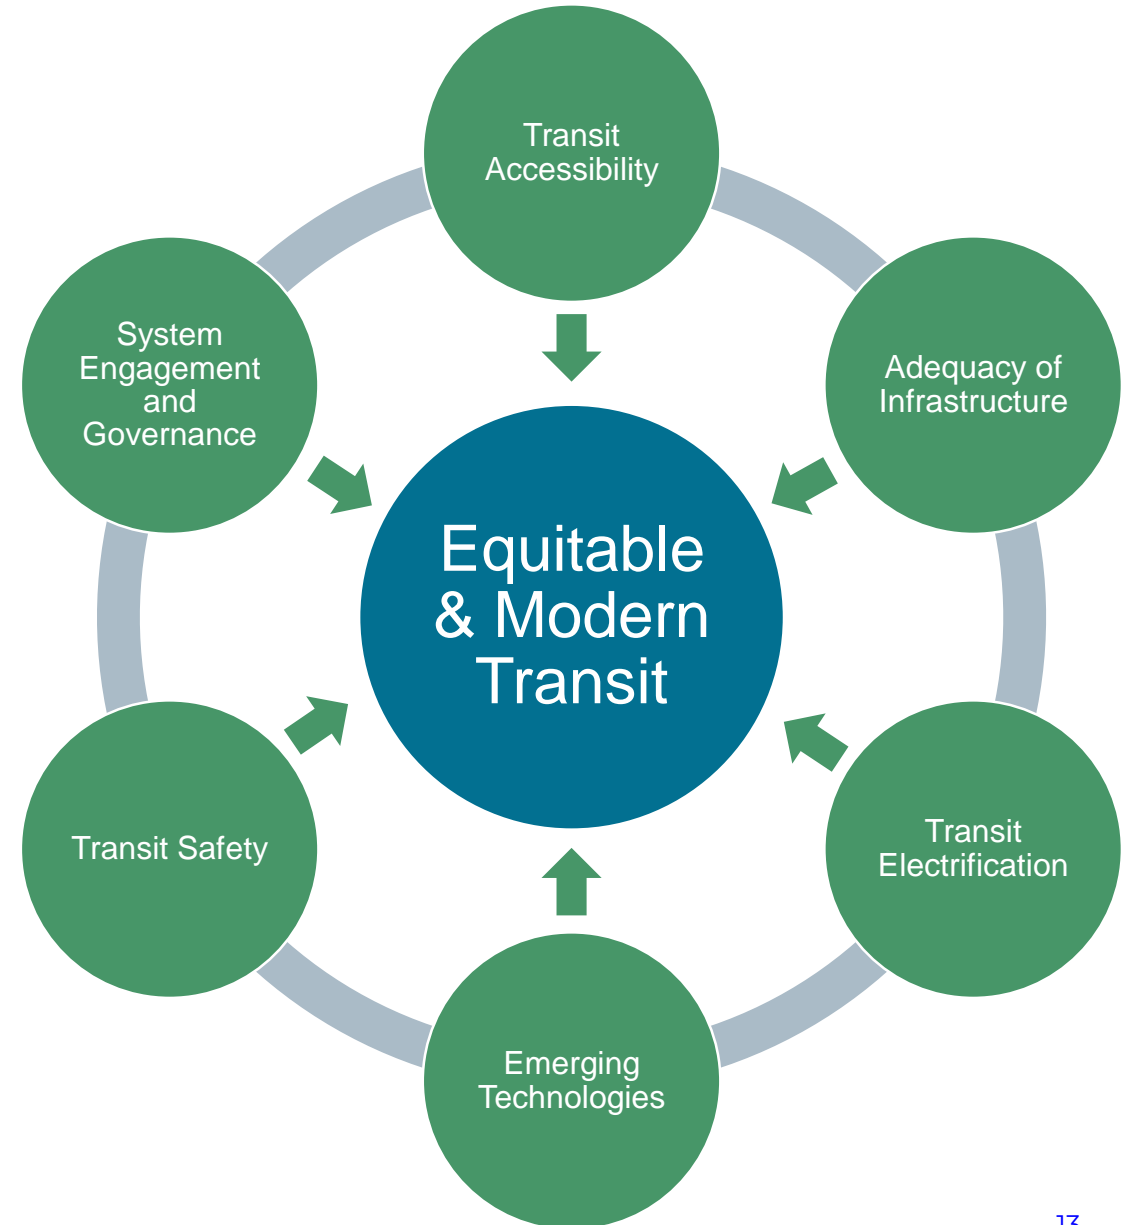 Transit
Accessibility
System
Engagement
and
Governance
Adequacy of
Infrastructure
Equitable
& Modern
Transit
Transit Safety
Transit
Electrification
Emerging
Technologies